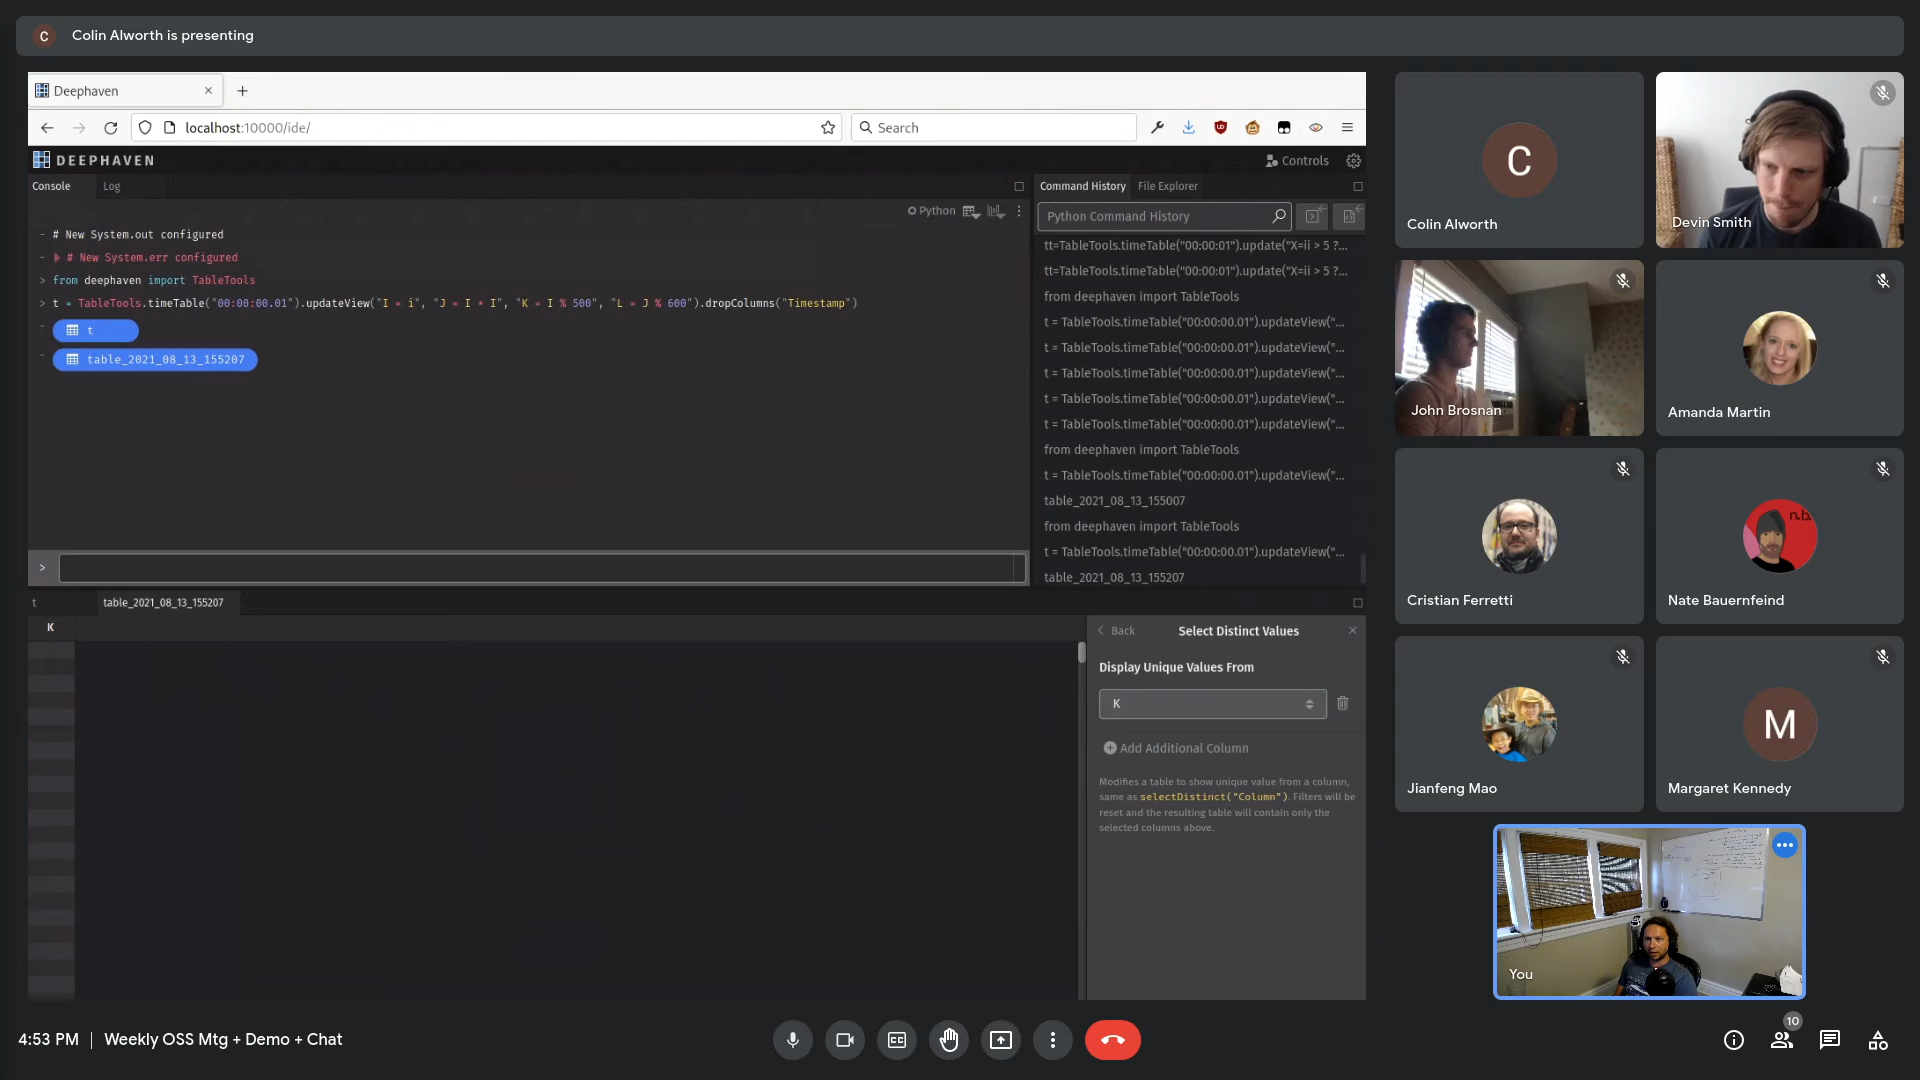 C Colin Alworth is presenting
Deephaven
localhost:10000/ide/
Search
DEEPHAVEN
Controls
Console
Log
Python
- # New System.out configured
- # New System.err configured
> from deephaven import TableTools
> t = TableTools.timeTable("00:00:00.01").updateView("I = i", "J = I * I", "K = I % 500", "L = J % 600").dropColumns("Timestamp")
- t
- table_2021_08_13_155207
>
Command History
File Explorer
Python Command History
tt=TableTools.timeTable("00:00:01").update("X=ii > 5 ?...
tt=TableTools.timeTable("00:00:01").update("X=ii > 5 ?...
from deephaven import TableTools
t = TableTools.timeTable("00:00:00.01").updateView("...
t = TableTools.timeTable("00:00:00.01").updateView("...
t = TableTools.timeTable("00:00:00.01").updateView("...
t = TableTools.timeTable("00:00:00.01").updateView("...
t = TableTools.timeTable("00:00:00.01").updateView("...
from deephaven import TableTools
t = TableTools.timeTable("00:00:00.01").updateView("...
table_2021_08_13_155007
from deephaven import TableTools
t = TableTools.timeTable("00:00:00.01").updateView("...
table_2021_08_13_155207
t
table_2021_08_13_155207
K
Back
Select Distinct Values
Display Unique Values From
K
Add Additional Column
Modifies a table to show unique value from a column,
same as selectDistinct("Column"). Filters will be
reset and the resulting table will contain only the
selected columns above.
C
Colin Alworth
Devin Smith
John Brosnan
Amanda Martin
Cristian Ferretti
n.b.
Nate Bauernfeind
Jianfeng Mao
M
Margaret Kennedy
You
4:53 PM | Weekly OSS Mtg + Demo + Chat
10